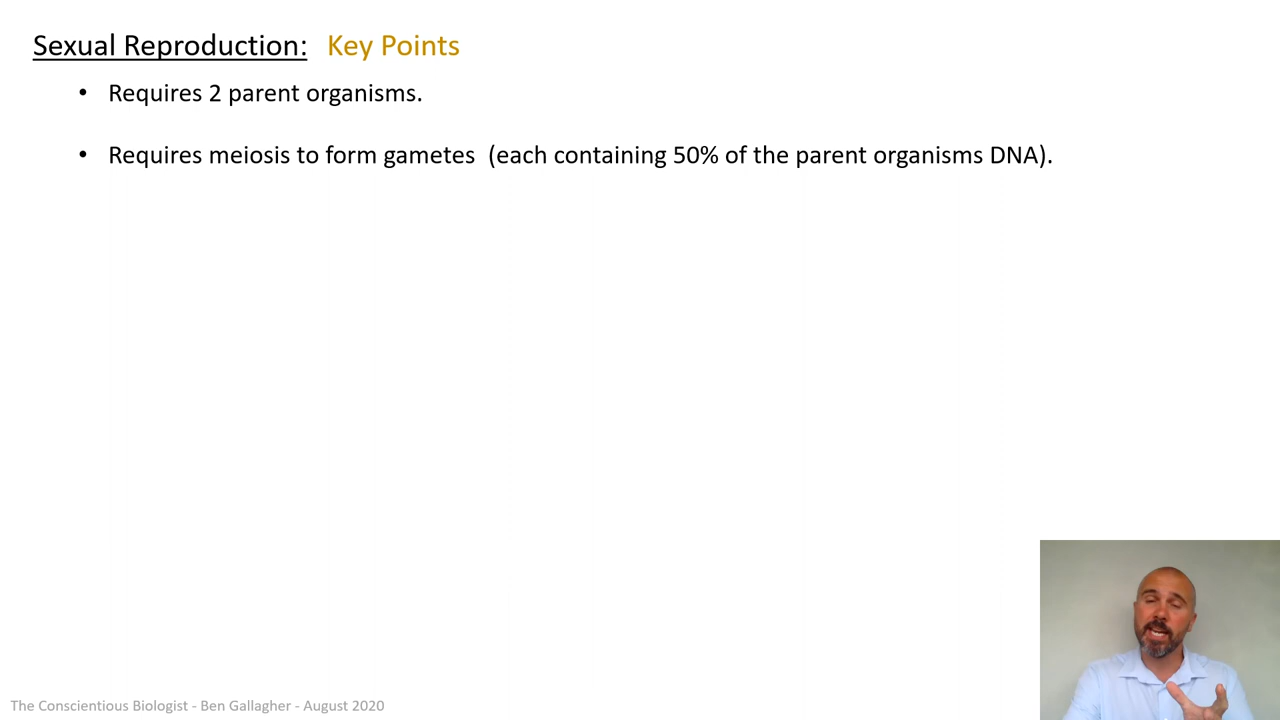 Sexual Reproduction: Key Points
• Requires 2 parent organisms.
• Requires meiosis to form gametes (each containing 50% of the parent organisms DNA).
The Conscientious Biologist - Ben Gallagher - August 2020